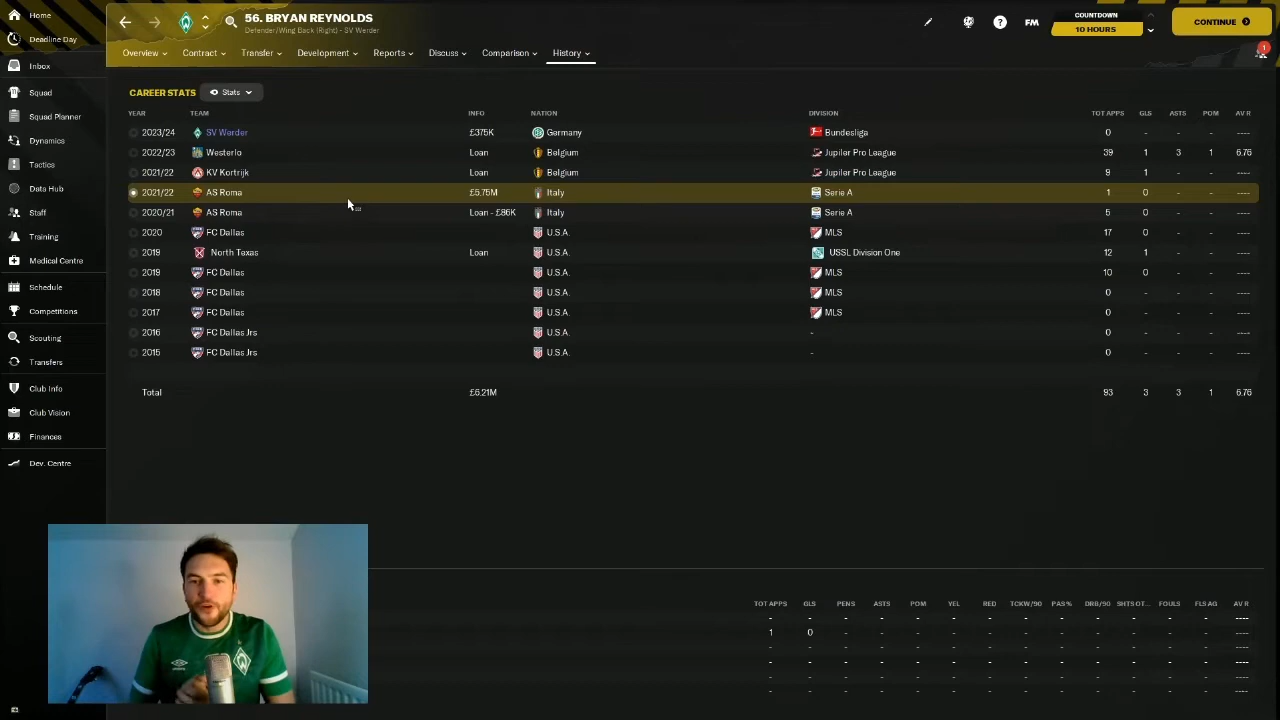 Home
Deadline Day
Inbox
Squad
Squad Planner
Dynamics
Tactics
Data Hub
Staff
Training
Medical Centre
Schedule
Competitions
Scouting
Transfers
Club Info
Club Vision
Finances
Dev. Centre
56. BRYAN REYNOLDS
Defender/Wing Back (Right) - SV Werder
FM
COUNTDOWN
10 HOURS
CONTINUE
1
Overview Contract Transfer Development Reports Discuss Comparison History
CAREER STATS Stats
YEAR TEAM INFO NATION DIVISION TOT APPS GLS ASTS POM AV R
2023/24 SV Werder £375K Germany Bundesliga 0 - - - ----
2022/23 Westerlo Loan Belgium Jupiler Pro League 39 1 3 1 6.76
2021/22 KV Kortrijk Loan Belgium Jupiler Pro League 9 1 - - ----
2021/22 AS Roma £5.75M Italy Serie A 1 0 - - ----
2020/21 AS Roma Loan - £86K Italy Serie A 5 0 - - ----
2020 FC Dallas U.S.A. MLS 17 0 - - ----
2019 North Texas Loan U.S.A. USSL Division One 12 1 - - ----
2019 FC Dallas U.S.A. MLS 10 0 - - ----
2018 FC Dallas U.S.A. MLS 0 - - - ----
2017 FC Dallas U.S.A. MLS 0 - - - ----
2016 FC Dallas Jrs U.S.A. - 0 - - - ----
2015 FC Dallas Jrs U.S.A. - 0 - - - ----
Total £6.21M 93 3 3 1 6.76
TOT APPS GLS PENS ASTS POM YEL RED TCKW/90 PAS % DRB/90 SHTS OT... FOULS FLS AG AV R
- - - - - - - - - - - - - ----
1 0 - - - - - - - - - - - ----
- - - - - - - - - - - - - ----
- - - - - - - - - - - - - ----
- - - - - - - - - - - - - ----
- - - - - - - - - - - - - ----